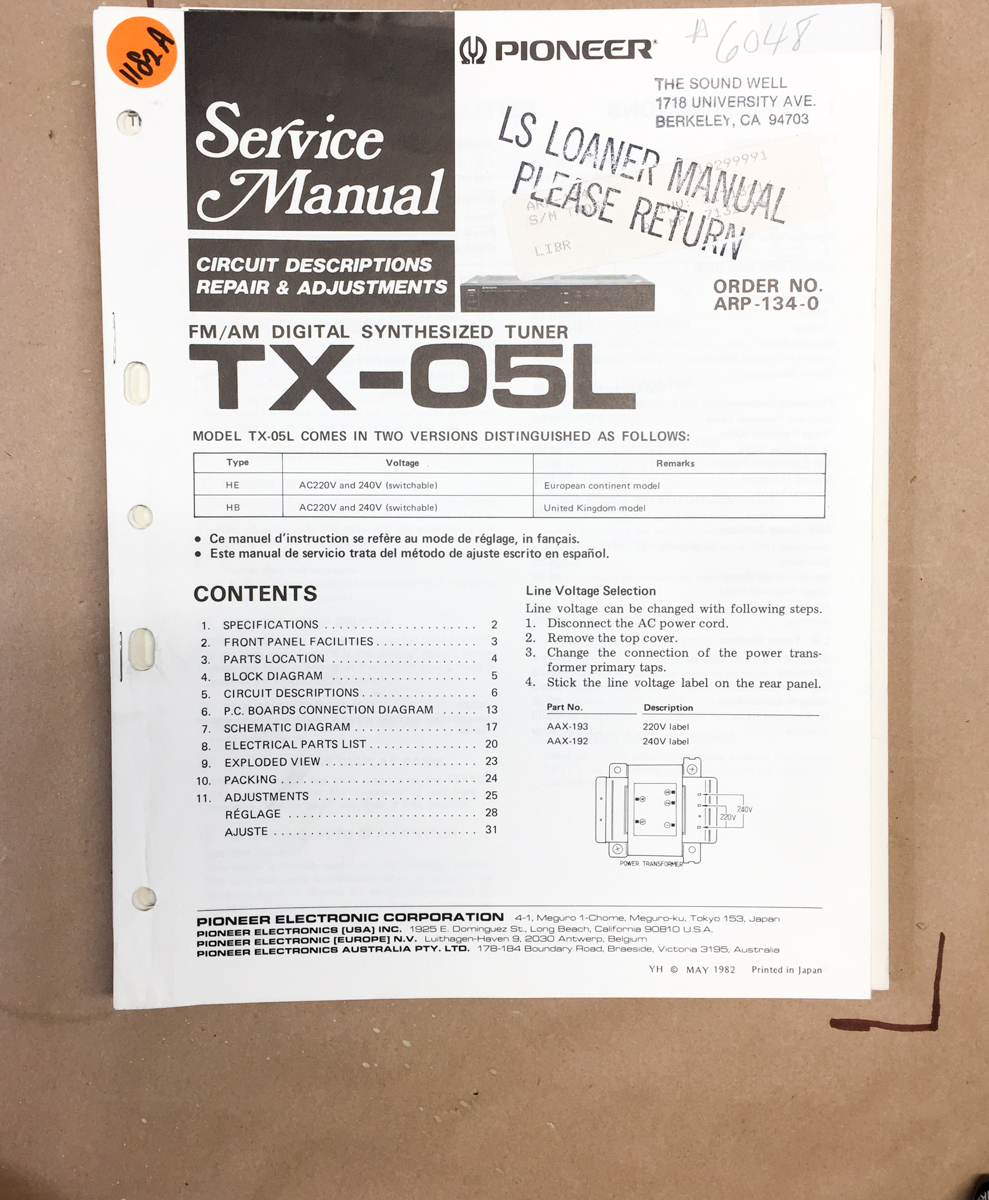 1182A
A 6048
PIONEER
THE SOUND WELL
1718 UNIVERSITY AVE.
BERKELEY, CA 94703
Service
Manual
LS LOANER MANUAL
PLEASE RETURN
LIBR
CIRCUIT DESCRIPTIONS
REPAIR & ADJUSTMENTS
ORDER NO.
ARP-134-0
FM/AM DIGITAL SYNTHESIZED TUNER
TX-05L
MODEL TX-05L COMES IN TWO VERSIONS DISTINGUISHED AS FOLLOWS:
Type Voltage Remarks
HE AC220V and 240V (switchable) European continent model
HB AC220V and 240V (switchable) United Kingdom model
● Ce manuel d'instruction se refère au mode de réglage, in fançais.
● Este manual de servicio trata del método de ajuste escrito en español.
CONTENTS
1. SPECIFICATIONS . . . . . . . . . . . . . . . . . . . . . 2
2. FRONT PANEL FACILITIES . . . . . . . . . . . . . . 3
3. PARTS LOCATION . . . . . . . . . . . . . . . . . . . . 4
4. BLOCK DIAGRAM . . . . . . . . . . . . . . . . . . . . 5
5. CIRCUIT DESCRIPTIONS . . . . . . . . . . . . . . . . 6
6. P.C. BOARDS CONNECTION DIAGRAM . . . . . 13
7. SCHEMATIC DIAGRAM . . . . . . . . . . . . . . . . . 17
8. ELECTRICAL PARTS LIST . . . . . . . . . . . . . . . 20
9. EXPLODED VIEW . . . . . . . . . . . . . . . . . . . . . 23
10. PACKING . . . . . . . . . . . . . . . . . . . . . . . . . . 24
11. ADJUSTMENTS . . . . . . . . . . . . . . . . . . . . . . 25
RÉGLAGE . . . . . . . . . . . . . . . . . . . . . . . . . . 28
AJUSTE . . . . . . . . . . . . . . . . . . . . . . . . . . . 31
Line Voltage Selection
Line voltage can be changed with following steps.
1. Disconnect the AC power cord.
2. Remove the top cover.
3. Change the connection of the power trans-
former primary taps.
4. Stick the line voltage label on the rear panel.
Part No. Description
AAX-193 220V label
AAX-192 240V label
240V
220V
POWER TRANSFORMER
PIONEER ELECTRONIC CORPORATION 4-1, Meguro 1-Chome, Meguro-ku, Tokyo 153, Japan
PIONEER ELECTRONICS [USA] INC. 1925 E. Dominguez St., Long Beach, California 90810 U.S.A.
PIONEER ELECTRONIC [EUROPE] N.V. Luithagen-Haven 9, 2030 Antwerp, Belgium
PIONEER ELECTRONICS AUSTRALIA PTY. LTD. 178-184 Boundary Road, Braeside, Victoria 3195, Australia
YH © MAY 1982 Printed in Japan